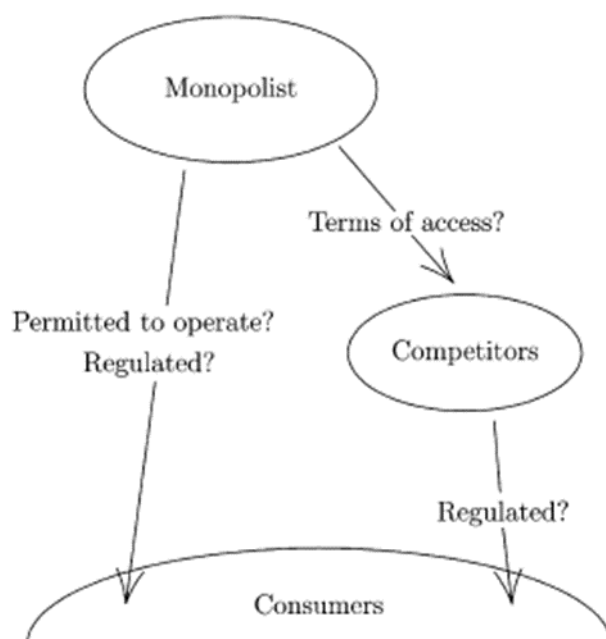 Monopolist
Terms of access?
Permitted to operate?
Regulated?
Competitors
Regulated?
Consumers